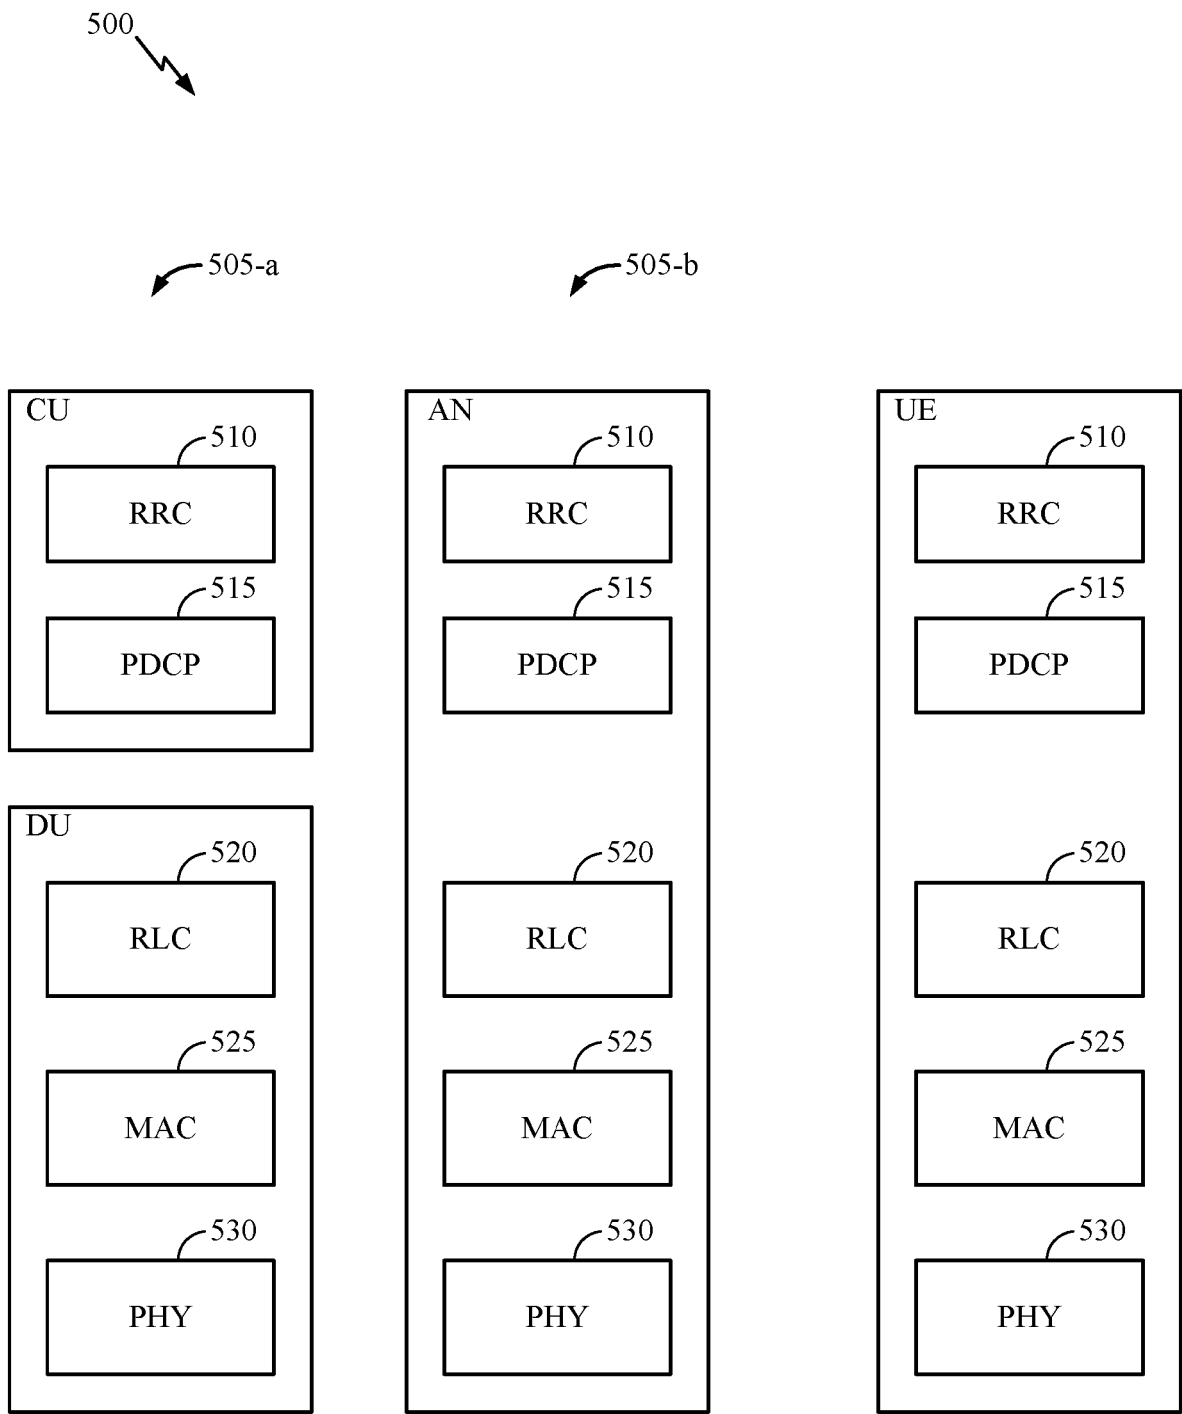 500
505-a 505-b
CU AN UE
510 510 510
RRC RRC RRC
515 515 515
PDCP PDCP PDCP
DU
520 520 520
RLC RLC RLC
525 525 525
MAC MAC MAC
530 530 530
PHY PHY PHY